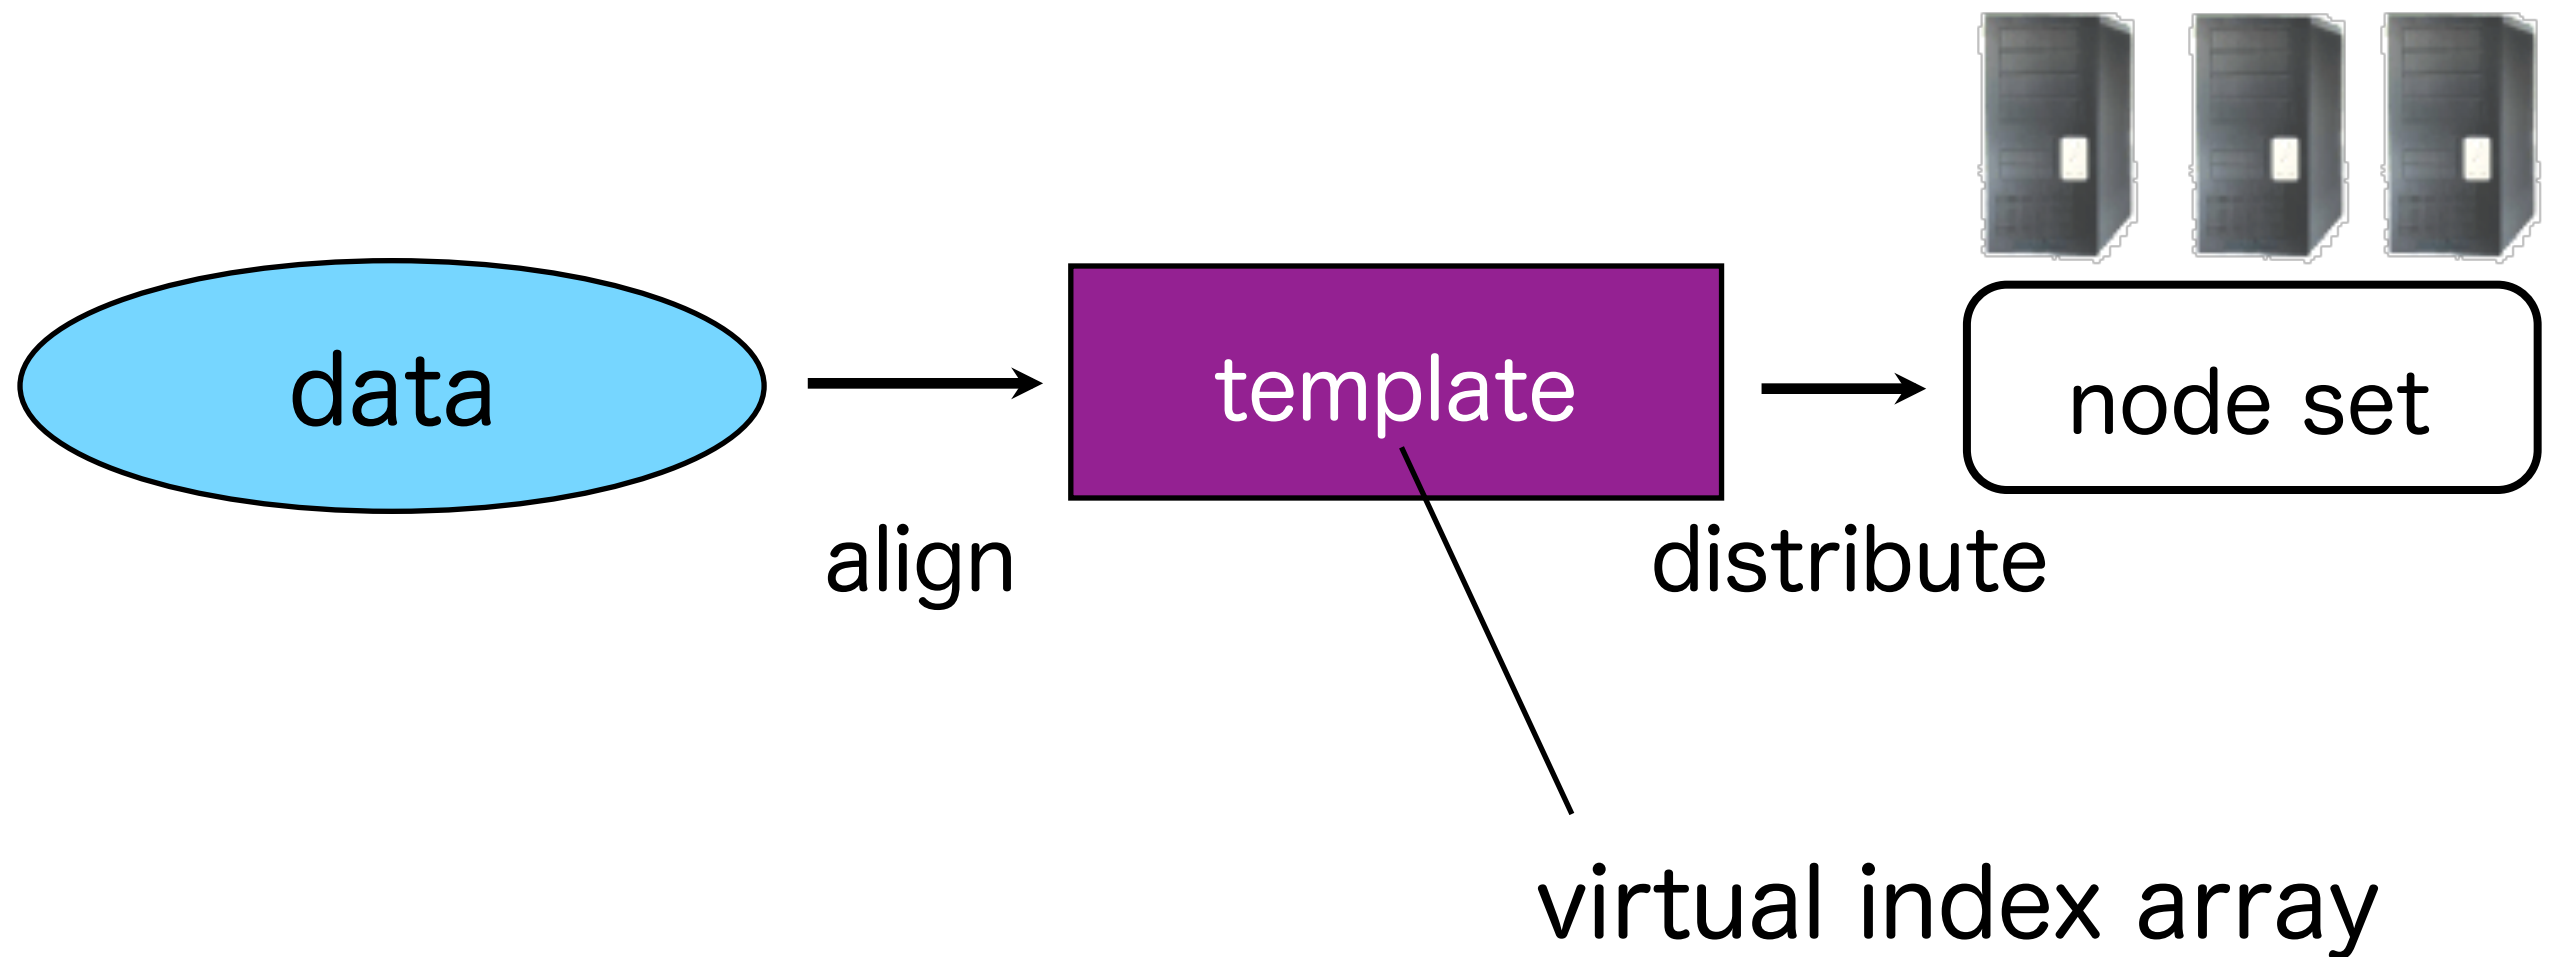 data
template
node set
align
distribute
virtual index array